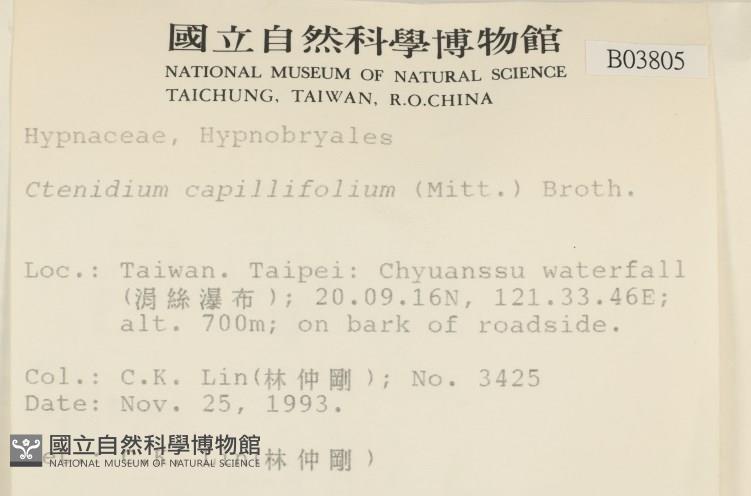 國立自然科學博物館
NATIONAL MUSEUM OF NATURAL SCIENCE
TAICHUNG, TAIWAN, R.O.CHINA
B03805
Hypnaceae, Hypnobryales
Ctenidium capillifolium (Mitt.) Broth.
Loc.: Taiwan. Taipei: Chyuanssu waterfall
(涓絲瀑布); 20.09.16N, 121.33.46E;
alt. 700m; on bark of roadside.
Col.: C.K. Lin(林仲剛); No. 3425
Date: Nov. 25, 1993.
國立自然科學博物館
NATIONAL MUSEUM OF NATURAL SCIENCE
(林仲剛)